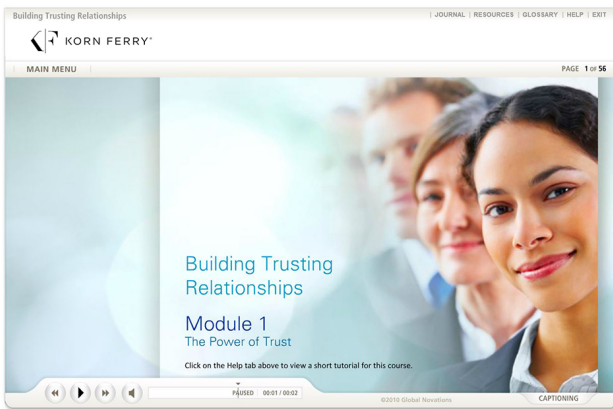 Building Trusting Relationships
| JOURNAL | RESOURCES | GLOSSARY | HELP | EXIT
KORN FERRY
MAIN MENU |
PAGE 1 OF 56
Building Trusting
Relationships
Module 1
The Power of Trust
Click on the Help tab above to view a short tutorial for this course.
PAUSED 00:01 / 00:02
©2010 Global Novations
CAPTIONING